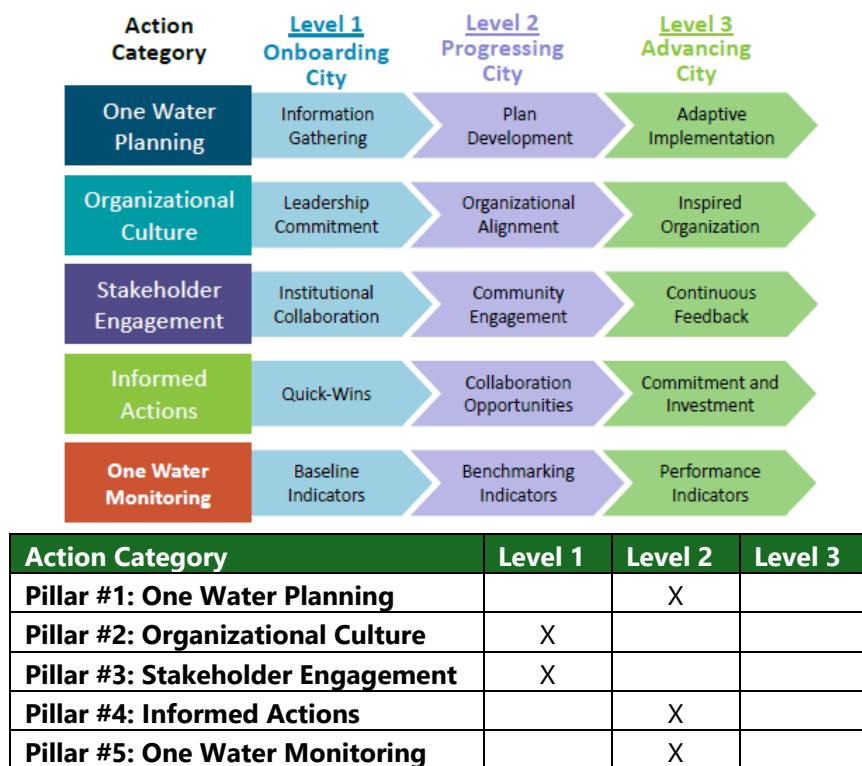 Action
Category
Level 1
Onboarding
City
Level 2
Progressing
City
Level 3
Advancing
City
One Water
Planning
Information
Gathering
Plan
Development
Adaptive
Implementation
Organizational
Culture
Leadership
Commitment
Organizational
Alignment
Inspired
Organization
Stakeholder
Engagement
Institutional
Collaboration
Community
Engagement
Continuous
Feedback
Informed
Actions
Quick-Wins
Collaboration
Opportunities
Commitment and
Investment
One Water
Monitoring
Baseline
Indicators
Benchmarking
Indicators
Performance
Indicators
Action Category Level 1 Level 2 Level 3
Pillar #1: One Water Planning X
Pillar #2: Organizational Culture X
Pillar #3: Stakeholder Engagement X
Pillar #4: Informed Actions X
Pillar #5: One Water Monitoring X